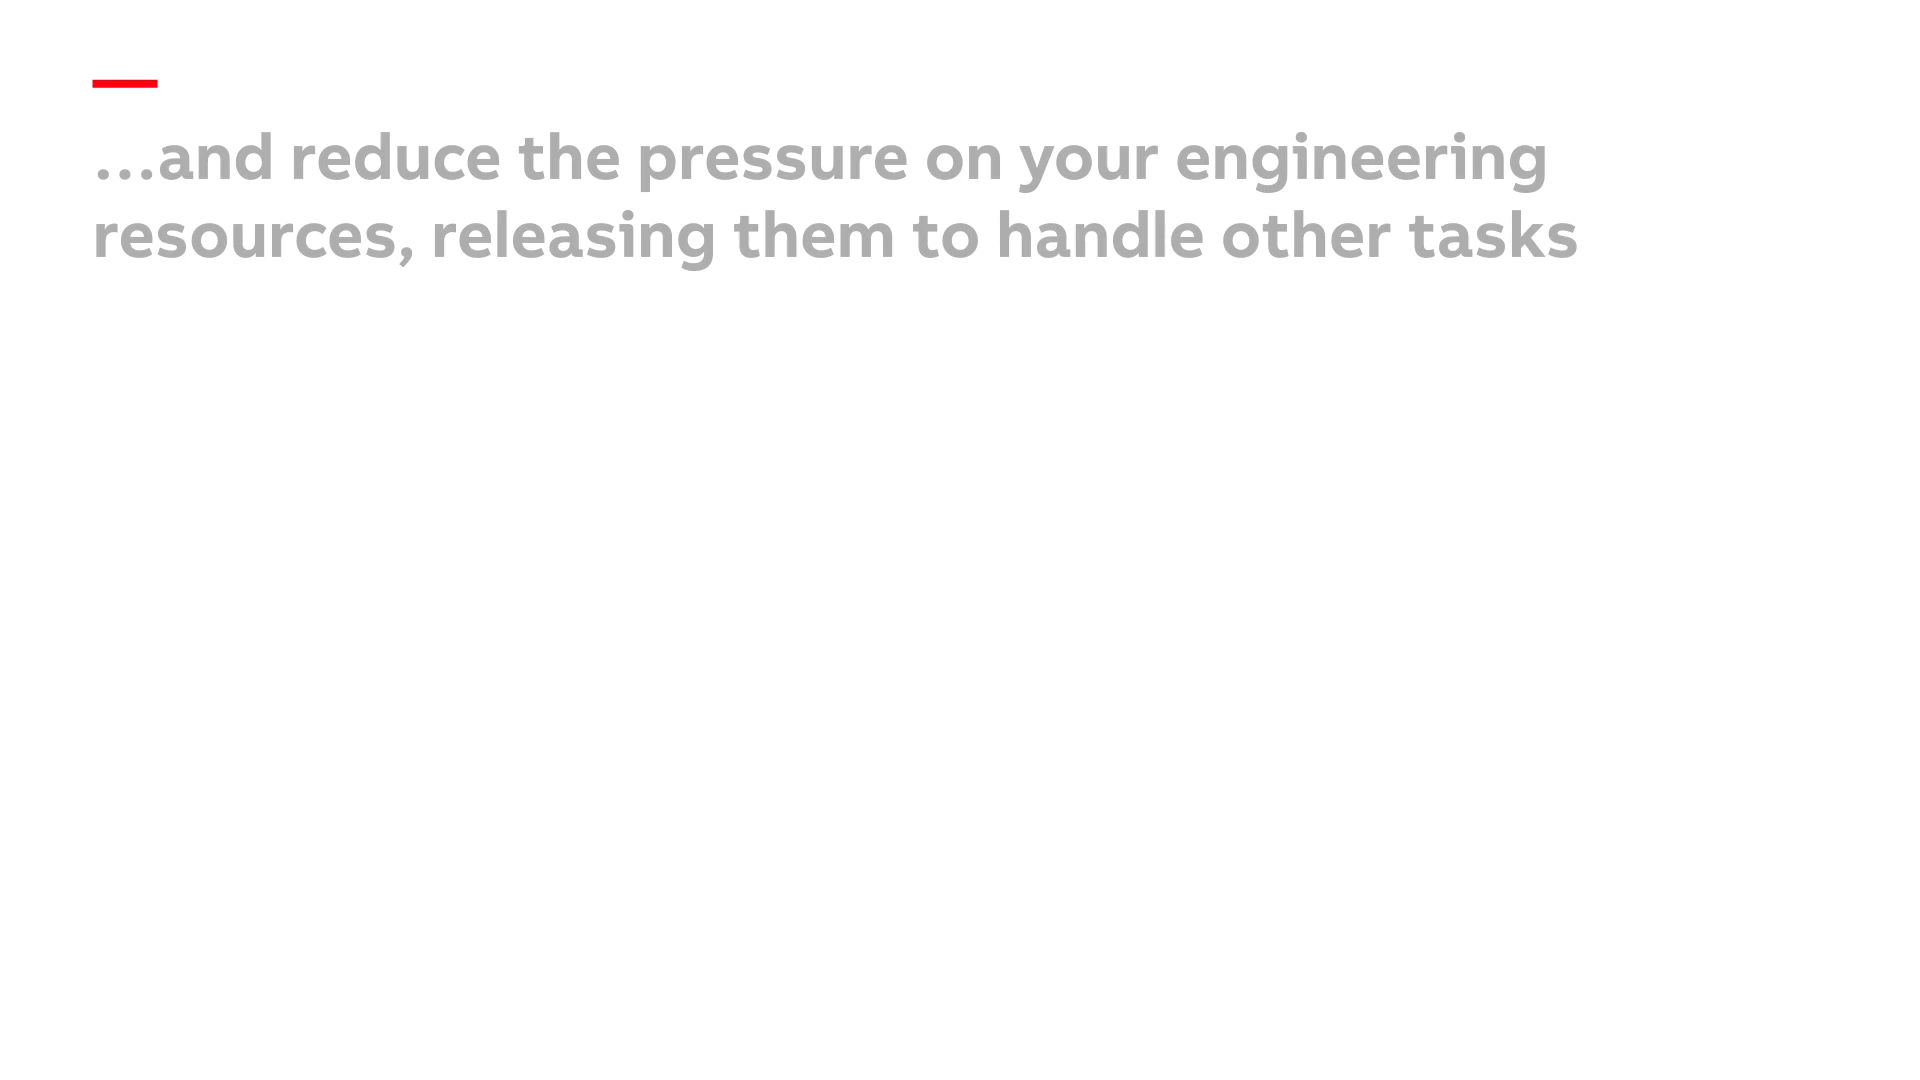 ...and reduce the pressure on your engineering
resources, releasing them to handle other tasks